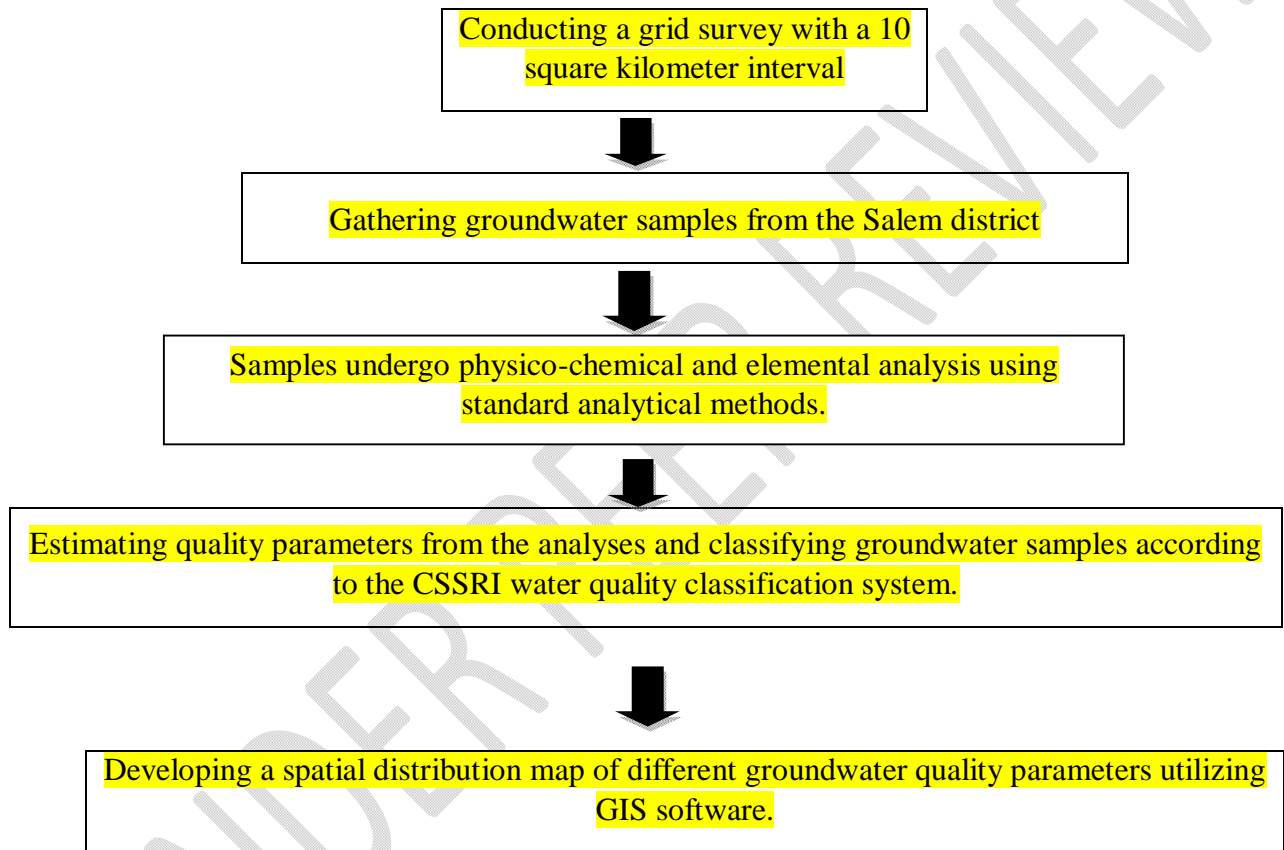 Conducting a grid survey with a 10
square kilometer interval
Gathering groundwater samples from the Salem district
Samples undergo physico-chemical and elemental analysis using
standard analytical methods.
Estimating quality parameters from the analyses and classifying groundwater samples according
to the CSSRI water quality classification system.
Developing a spatial distribution map of different groundwater quality parameters utilizing
GIS software.
UNDER PEER REVIEW